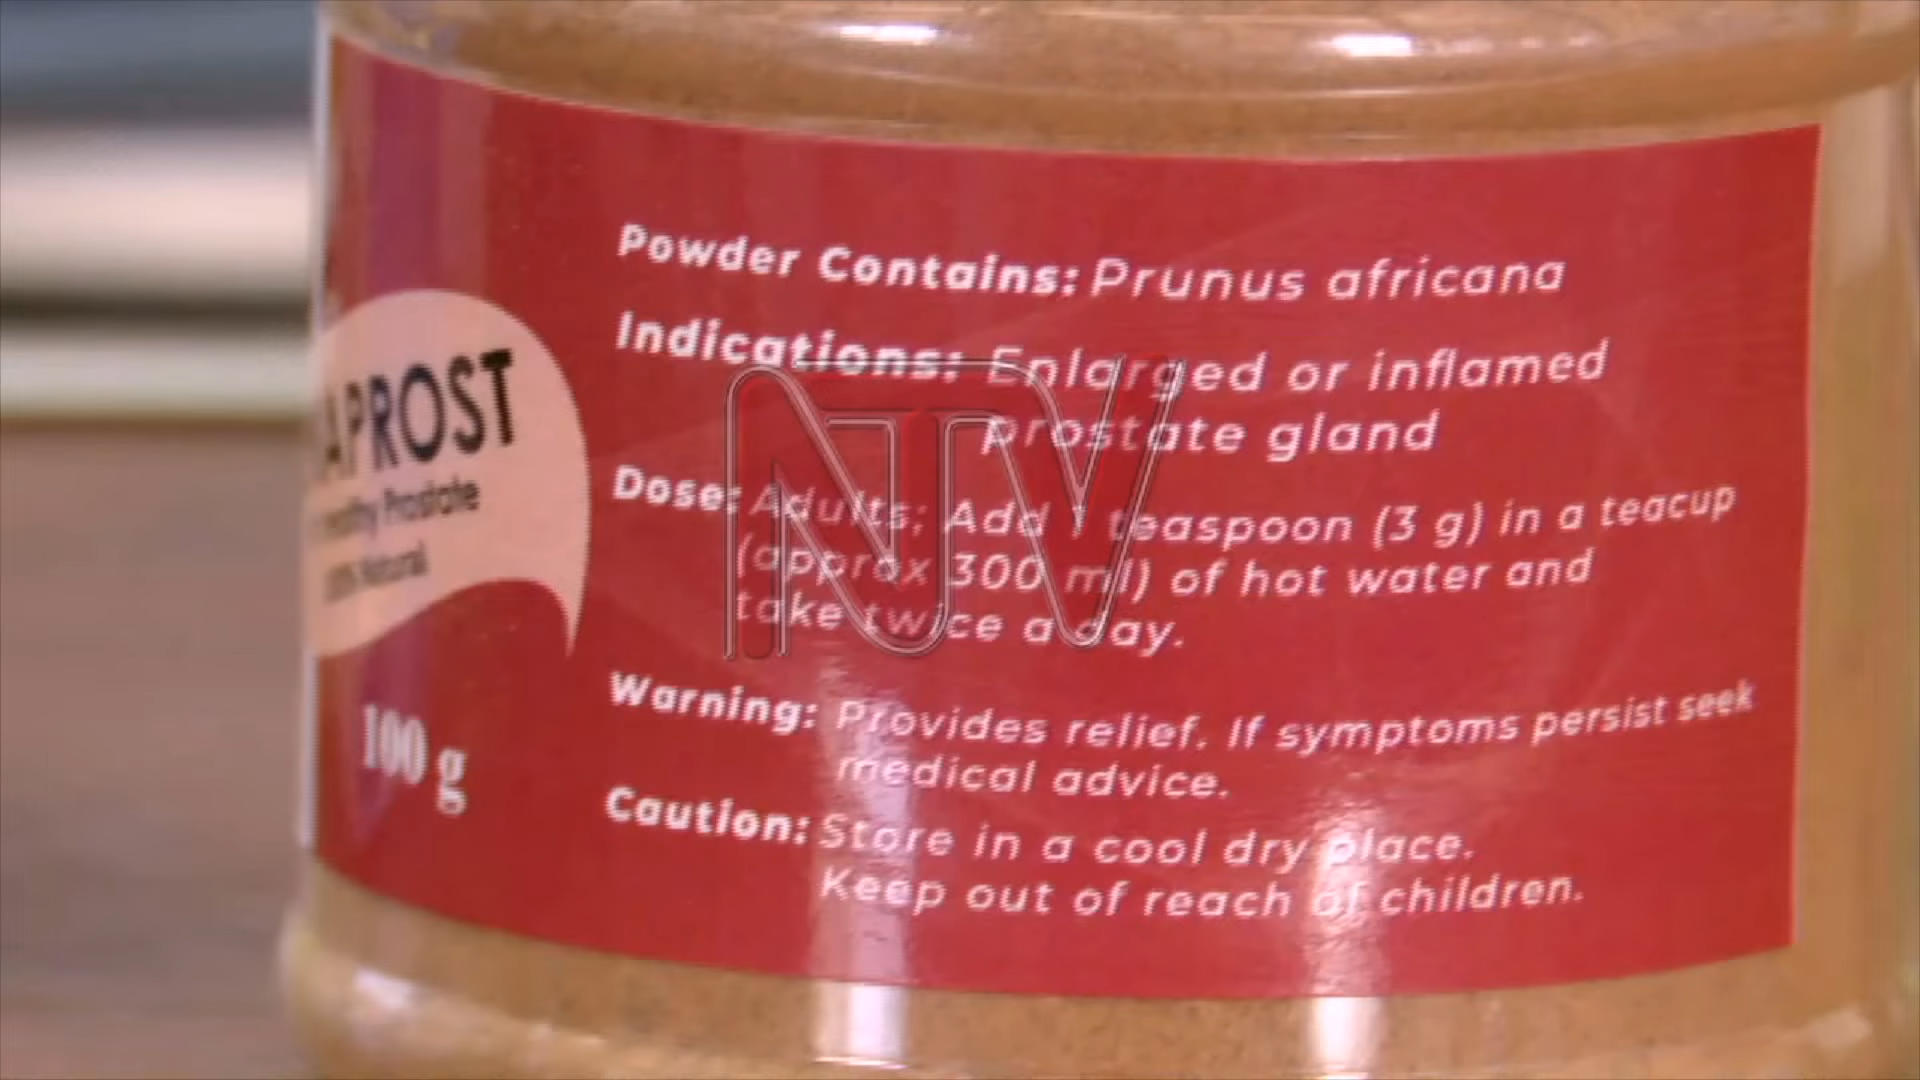 Powder Contains: Prunus africana
Indications: Enlarged or inflamed
prostate gland
Dose: Adults; Add 1 teaspoon (3 g) in a teacup
(approx 300 ml) of hot water and
take twice a day.
Warning: Provides relief. If symptoms persist seek
medical advice.
Caution: Store in a cool dry place.
Keep out of reach of children.
APROST
Prostate
Natural
100 g
NTV